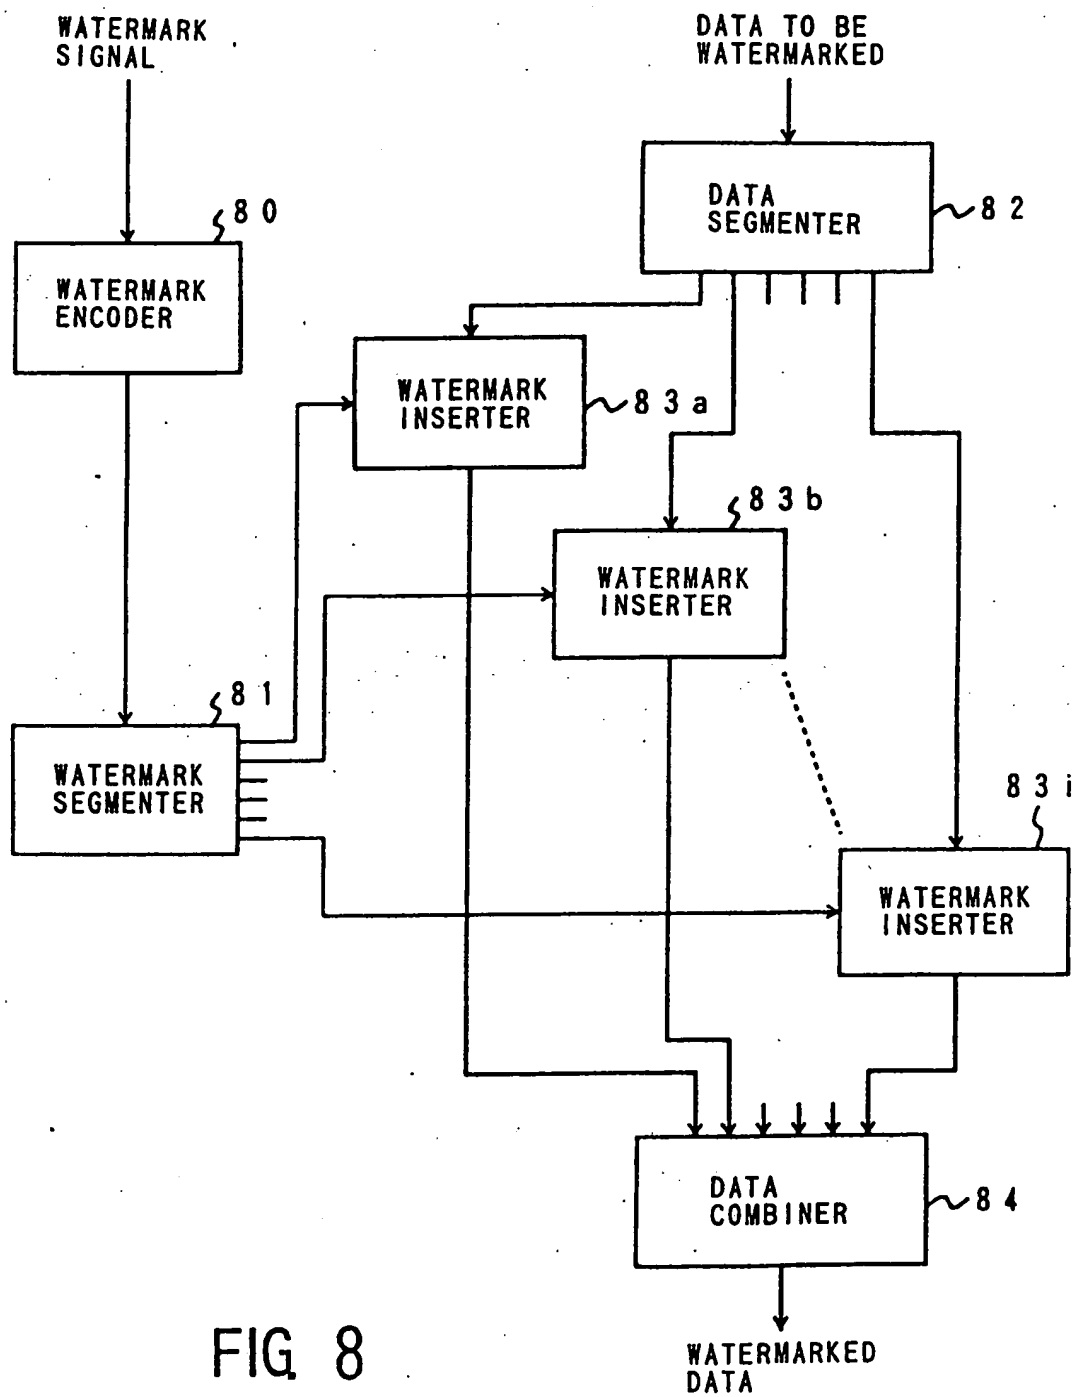 WATERMARK
SIGNAL
DATA TO BE
WATERMARKED
80
WATERMARK
ENCODER
DATA
SEGMENTER
82
WATERMARK
INSERTER
83a
83b
WATERMARK
INSERTER
81
WATERMARK
SEGMENTER
83i
WATERMARK
INSERTER
DATA
COMBINER
84
WATERMARKED
DATA
FIG. 8